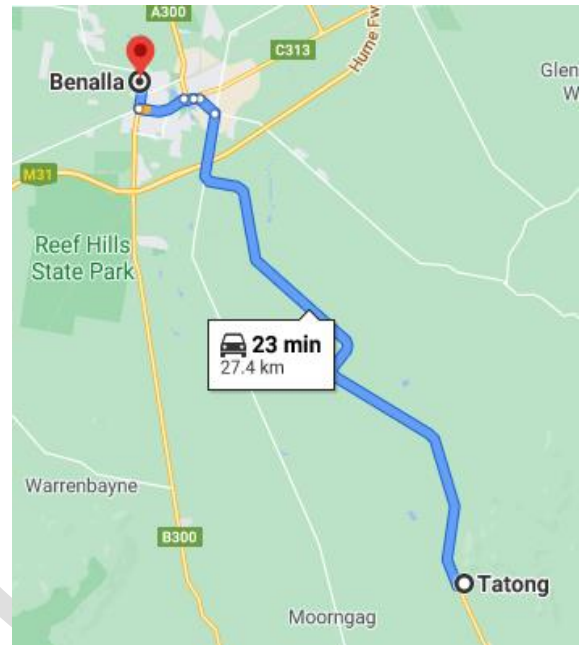 A300
Benalla
C313
Hume Fwy
Glen
W
M31
Reef Hills
State Park
23 min
27.4 km
Warrenbayne
B300
Tatong
Moorngag